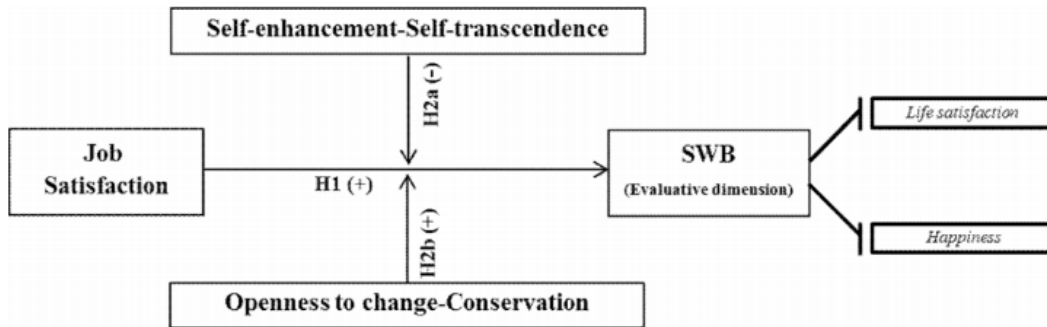 Self-enhancement-Self-transcendence
H2a (-)
Life satisfaction
Job
Satisfaction
H1 (+)
SWB
(Evaluative dimension)
H2b (+)
Happiness
Openness to change-Conservation